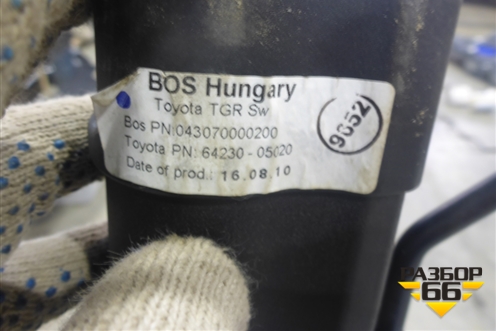 BOS Hungary
Toyota TGR Sw
Bos PN:043070000200
Toyota PN: 64230-05020
Date of prod.: 16.08.10
9652
РАЗБОР
66